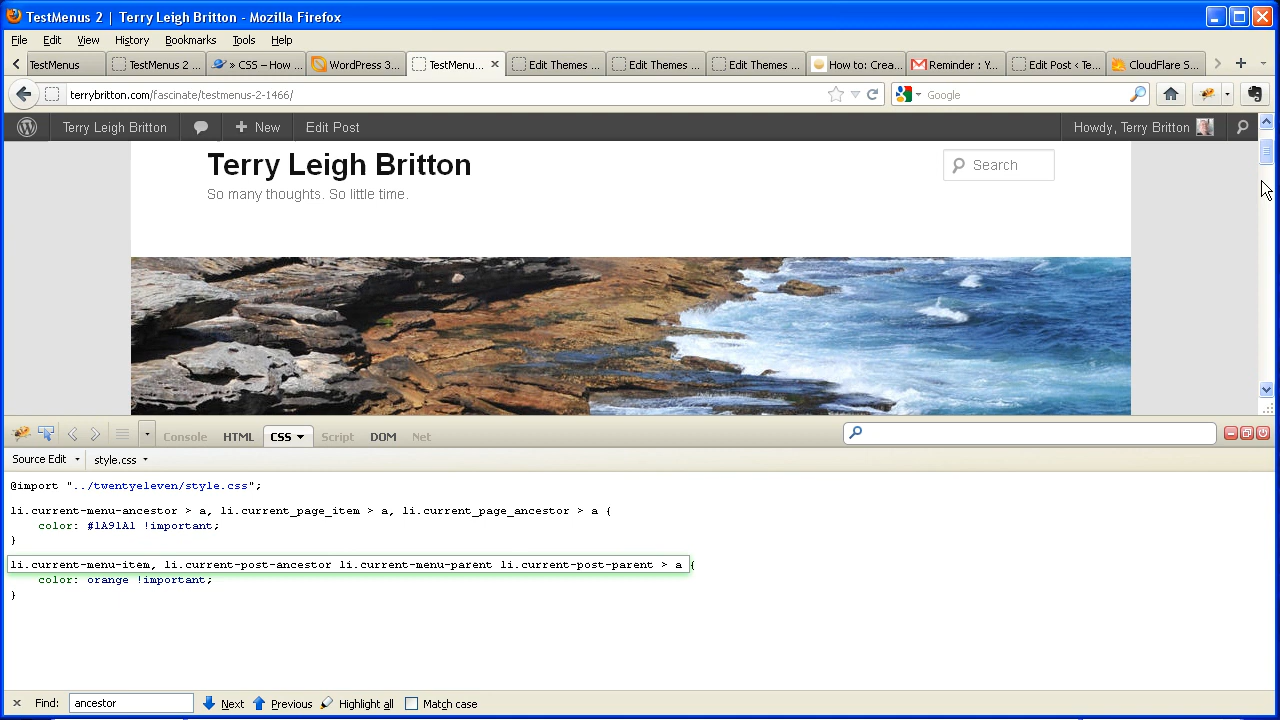 TestMenus 2 | Terry Leigh Britton - Mozilla Firefox
File Edit View History Bookmarks Tools Help
TestMenus TestMenus 2 ... » CSS – How ... WordPress 3... TestMenu... Edit Themes ... Edit Themes ... Edit Themes ... How to: Crea... Reminder : Y... Edit Post ‹ Te... CloudFlare S...
terrybritton.com/fascinate/testmenus-2-1466/ Google
Terry Leigh Britton New Edit Post Howdy, Terry Britton
Terry Leigh Britton
Search
So many thoughts. So little time.
Console HTML CSS Script DOM Net
Source Edit style.css
@import "../twentyeleven/style.css";
li.current-menu-ancestor > a, li.current_page_item > a, li.current_page_ancestor > a {
color: #1A91A1 !important;
}
li.current-menu-item, li.current-post-ancestor li.current-menu-parent li.current-post-parent > a {
color: orange !important;
}
Find: ancestor Next Previous Highlight all Match case